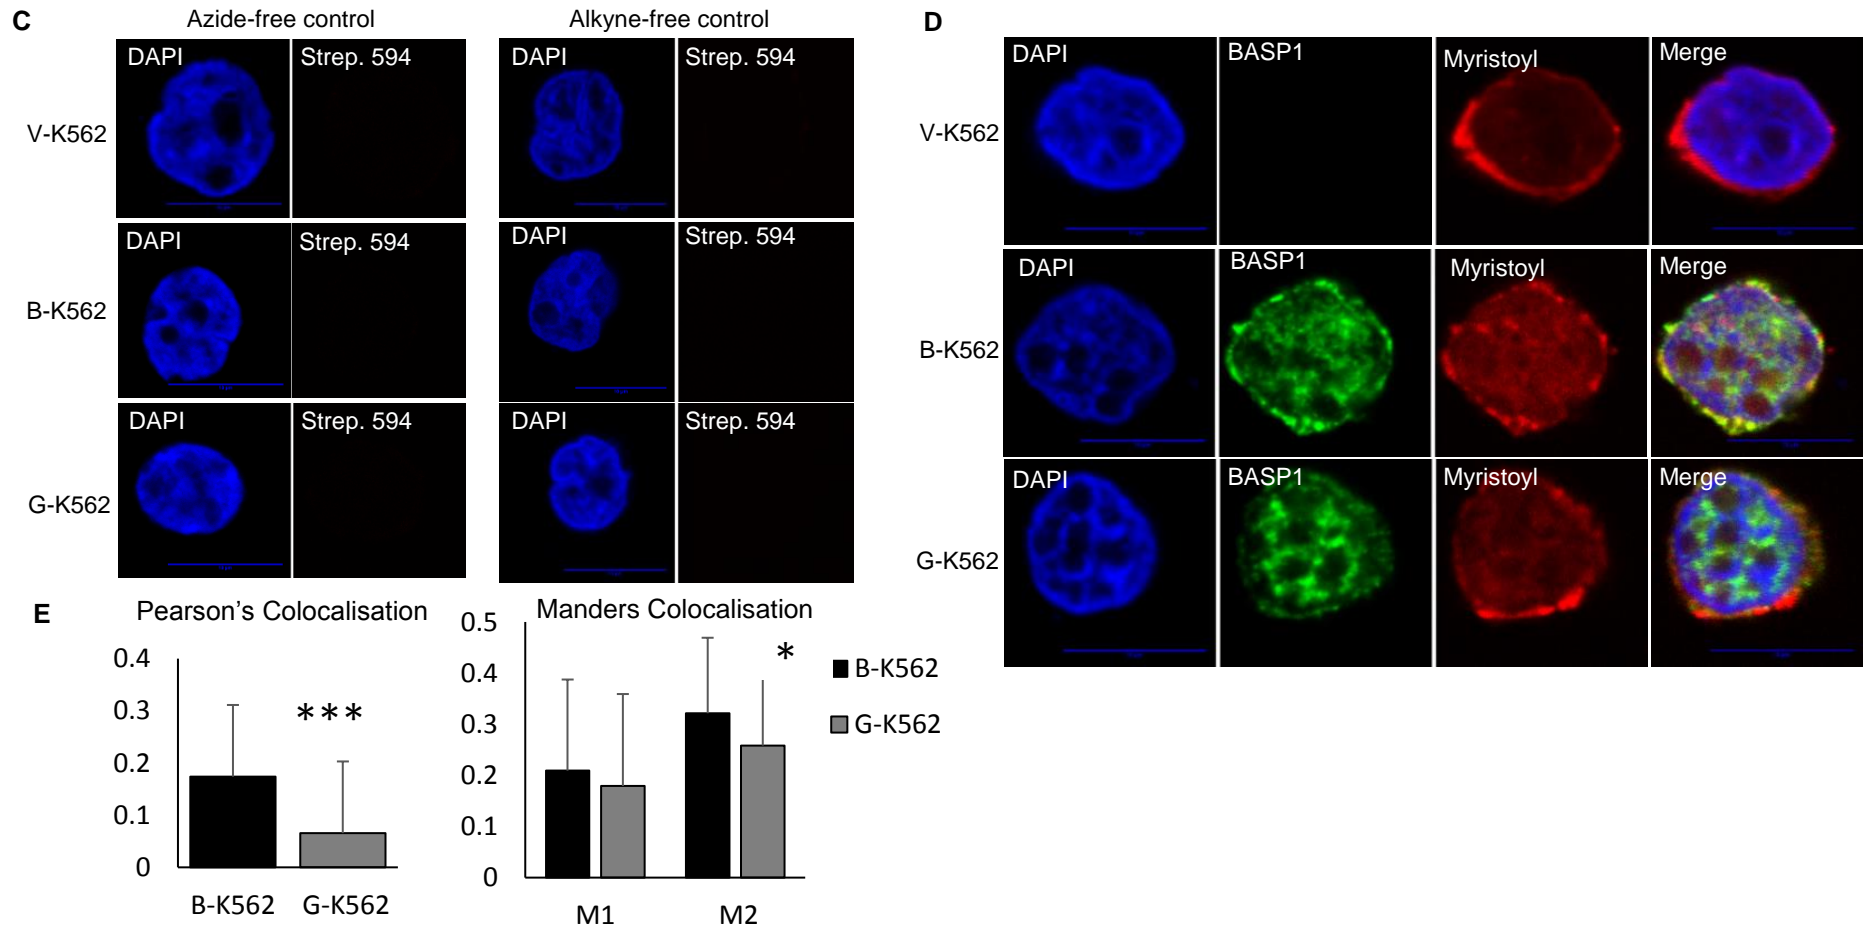 C
Azide-free control
Alkyne-free control
DAPI
Strep. 594
DAPI
Strep. 594
V-K562
DAPI
Strep. 594
DAPI
Strep. 594
B-K562
DAPI
Strep. 594
DAPI
Strep. 594
G-K562
D
DAPI
BASP1
Myristoyl
Merge
V-K562
DAPI
BASP1
Myristoyl
Merge
B-K562
DAPI
BASP1
Myristoyl
Merge
G-K562
E
Pearson's Colocalisation
0.4
0.3
0.2
0.1
0
***
B-K562
G-K562
Manders Colocalisation
0.5
0.4
0.3
0.2
0.1
0
*
M1
M2
B-K562
G-K562